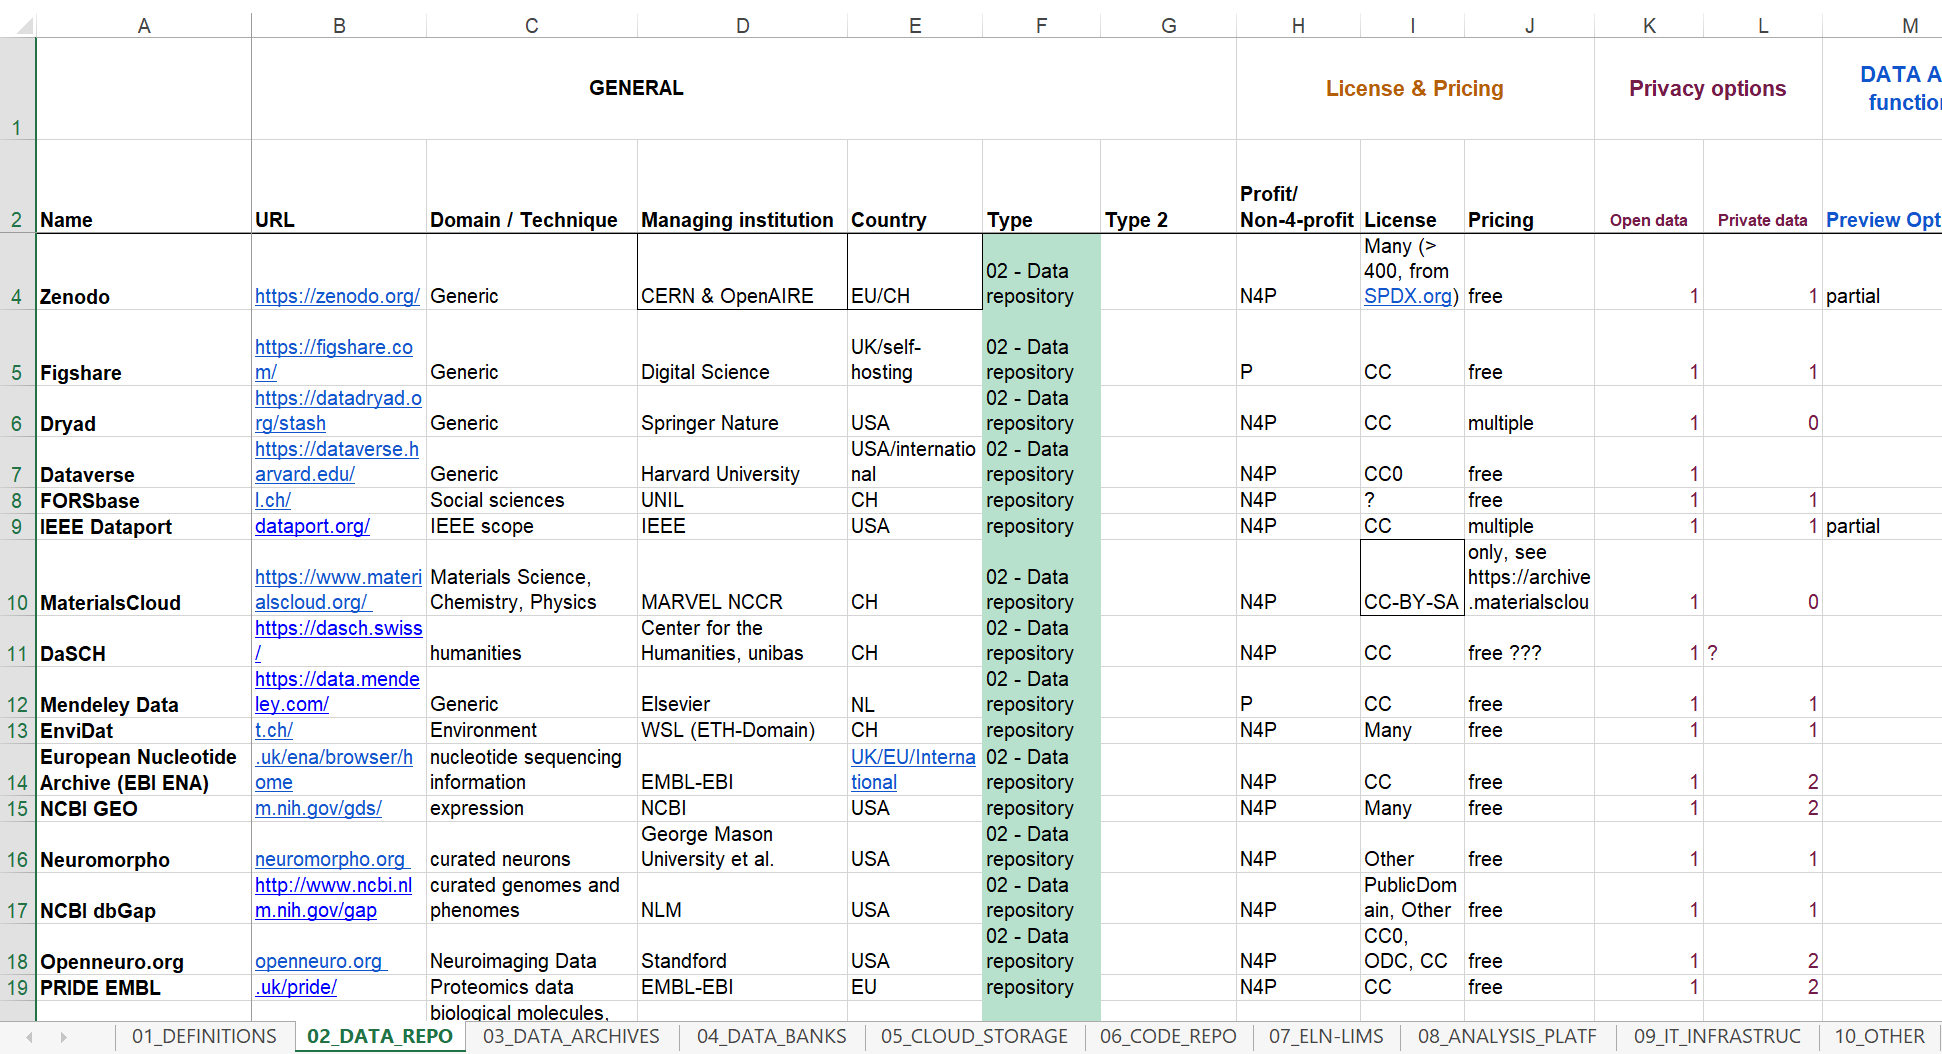 A B C D E F G H I J K L M
1 GENERAL License & Pricing Privacy options DATA A
functio
2 Name URL Domain / Technique Managing institution Country Type Type 2 Profit/
Non-4-profit License Pricing Open data Private data Preview Opt
4 Zenodo https://zenodo.org/ Generic CERN & OpenAIRE EU/CH 02 - Data
repository N4P Many (>
400, from
SPDX.org) free 1 1 partial
5 Figshare https://figshare.co
m/ Generic Digital Science UK/self-
hosting 02 - Data
repository P CC free 1 1
6 Dryad https://datadryad.o
rg/stash Generic Springer Nature USA 02 - Data
repository N4P CC multiple 1 0
7 Dataverse https://dataverse.h
arvard.edu/ Generic Harvard University USA/internatio
nal 02 - Data
repository N4P CC0 free 1
8 FORSbase l.ch/ Social sciences UNIL CH repository N4P ? free 1 1
9 IEEE Dataport dataport.org/ IEEE scope IEEE USA repository N4P CC multiple 1 1 partial
10 MaterialsCloud https://www.materi
alscloud.org/ Materials Science,
Chemistry, Physics MARVEL NCCR CH 02 - Data
repository N4P CC-BY-SA only, see
https://archive
.materialsclou 1 0
11 DaSCH https://dasch.swiss
/ humanities Center for the
Humanities, unibas CH 02 - Data
repository N4P CC free ??? 1 ?
12 Mendeley Data https://data.mende
ley.com/ Generic Elsevier NL 02 - Data
repository P CC free 1 1
13 EnviDat t.ch/ Environment WSL (ETH-Domain) CH repository N4P Many free 1 1
14 European Nucleotide
Archive (EBI ENA) .uk/ena/browser/h
ome nucleotide sequencing
information EMBL-EBI UK/EU/Interna
tional 02 - Data
repository N4P CC free 1 2
15 NCBI GEO m.nih.gov/gds/ expression NCBI USA repository N4P Many free 1 2
16 Neuromorpho neuromorpho.org curated neurons George Mason
University et al. USA 02 - Data
repository N4P Other free 1 1
17 NCBI dbGap http://www.ncbi.nl
m.nih.gov/gap curated genomes and
phenomes NLM USA 02 - Data
repository N4P PublicDom
ain, Other free 1 1
18 Openneuro.org openneuro.org Neuroimaging Data Standford USA 02 - Data
repository N4P CC0,
ODC, CC free 1 2
19 PRIDE EMBL .uk/pride/ Proteomics data EMBL-EBI EU repository N4P CC free 1 2
biological molecules,
01_DEFINITIONS 02_DATA_REPO 03_DATA_ARCHIVES 04_DATA_BANKS 05_CLOUD_STORAGE 06_CODE_REPO 07_ELN-LIMS 08_ANALYSIS_PLATF 09_IT_INFRASTRUC 10_OTHER